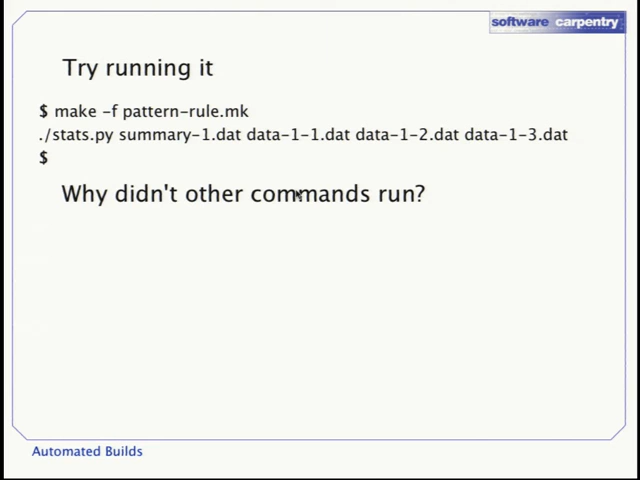 software carpentry
Try running it
$ make -f pattern-rule.mk
./stats.py summary-1.dat data-1-1.dat data-1-2.dat data-1-3.dat
$
Why didn't other commands run?
Automated Builds